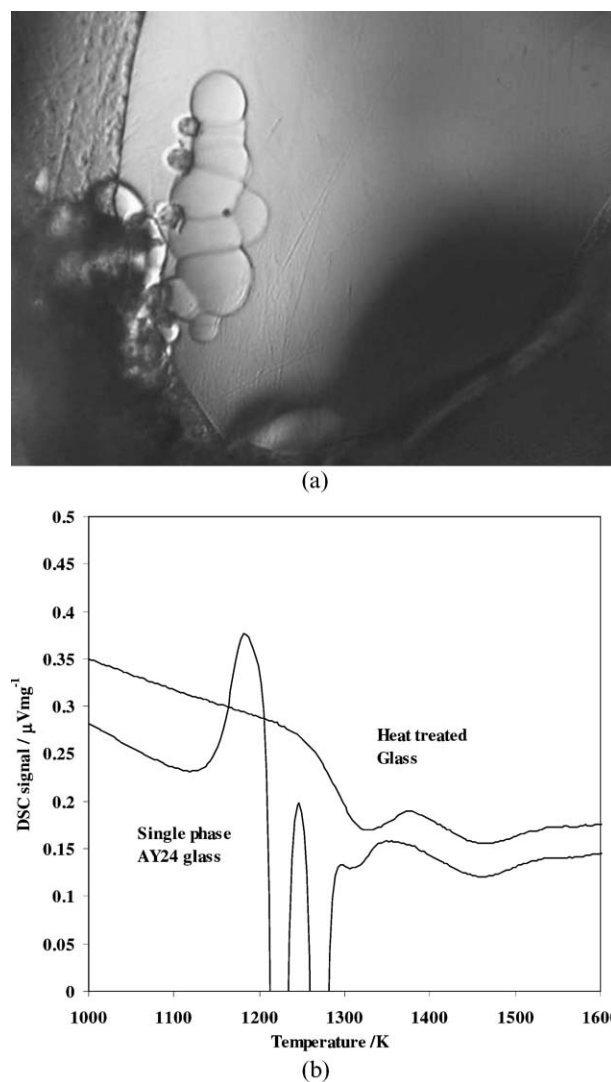 (a)
0.5
0.45
0.4
0.35
0.3
0.25
0.2
0.15
0.1
0.05
0
DSC signal / μVmg⁻¹
Heat treated
Glass
Single phase
AY24 glass
1000 1100 1200 1300 1400 1500 1600
Temperature /K
(b)